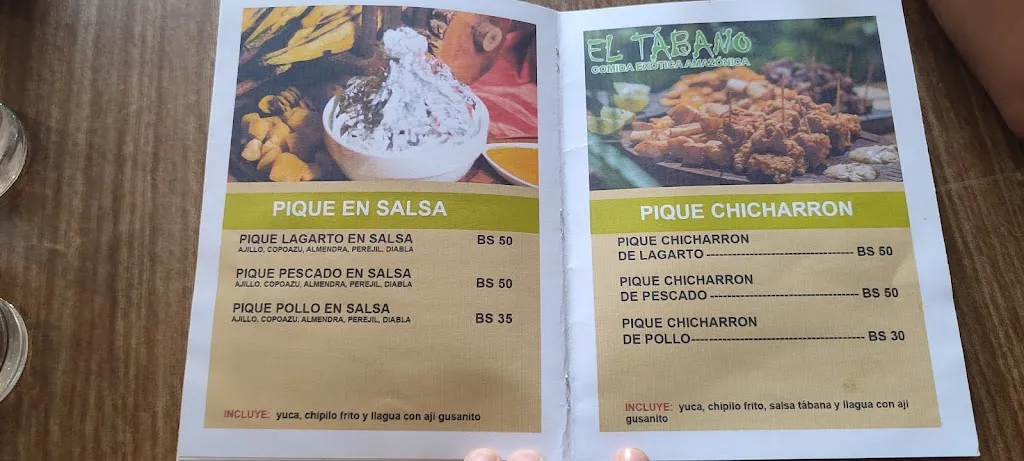 PIQUE EN SALSA
PIQUE LAGARTO EN SALSA BS 50
AJILLO, COPOAZU, ALMENDRA, PEREJIL, DIABLA
PIQUE PESCADO EN SALSA BS 50
AJILLO, COPOAZU, ALMENDRA, PEREJIL, DIABLA
PIQUE POLLO EN SALSA BS 35
AJILLO, COPOAZU, ALMENDRA, PEREJIL, DIABLA
INCLUYE: yuca, chipilo frito y llagua con aji gusanito
EL TÁBANO
COMIDA EXÓTICA AMAZÓNICA
PIQUE CHICHARRON
PIQUE CHICHARRON
DE LAGARTO ------------------------------------ BS 50
PIQUE CHICHARRON
DE PESCADO ------------------------------------ BS 50
PIQUE CHICHARRON
DE POLLO------------------------------------------ BS 30
INCLUYE: yuca, chipilo frito, salsa tábana y llagua con aji
gusanito